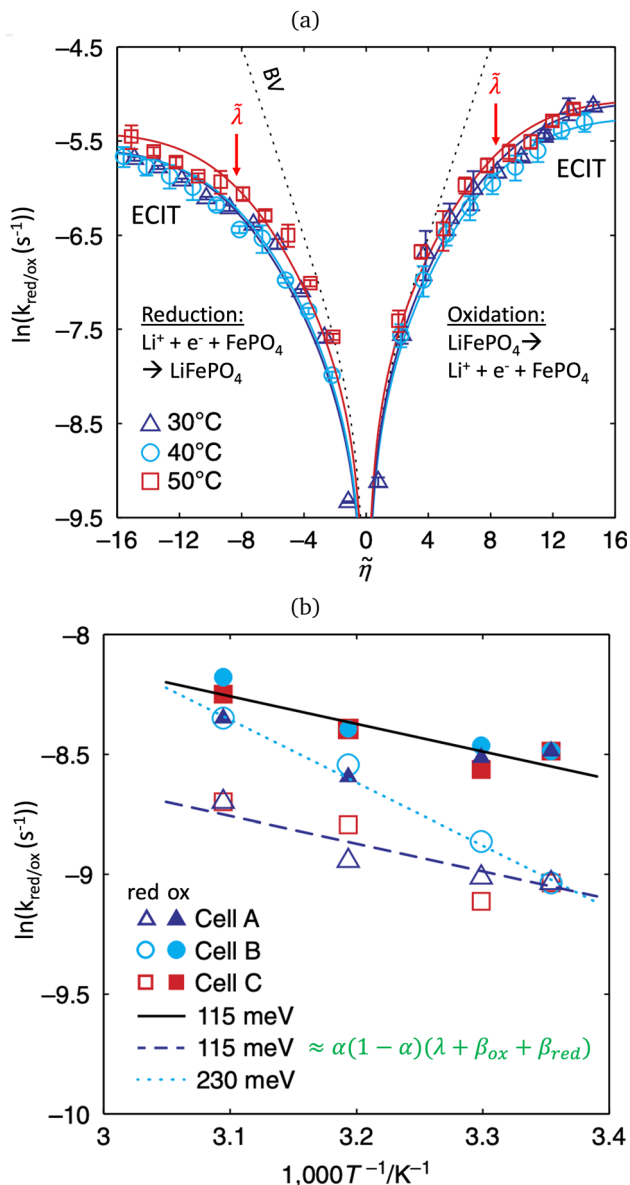 (a)
−4.5
−5.5
−6.5
−7.5
−8.5
−9.5
ln(k_red/ox (s⁻¹))
BV
λ̃
λ̃
ECIT
ECIT
Reduction:
Li⁺ + e⁻ + FePO₄
→ LiFePO₄
Oxidation:
LiFePO₄→
Li⁺ + e⁻ + FePO₄
30°C
40°C
50°C
−16 −12 −8 −4 0 4 8 12 16
η̃
(b)
−8
−8.5
−9
−9.5
−10
ln(k_red/ox (s⁻¹))
red ox
Cell A
Cell B
Cell C
115 meV
115 meV
≈ α(1 − α)(λ + β_ox + β_red)
230 meV
3 3.1 3.2 3.3 3.4
1,000T⁻¹/K⁻¹